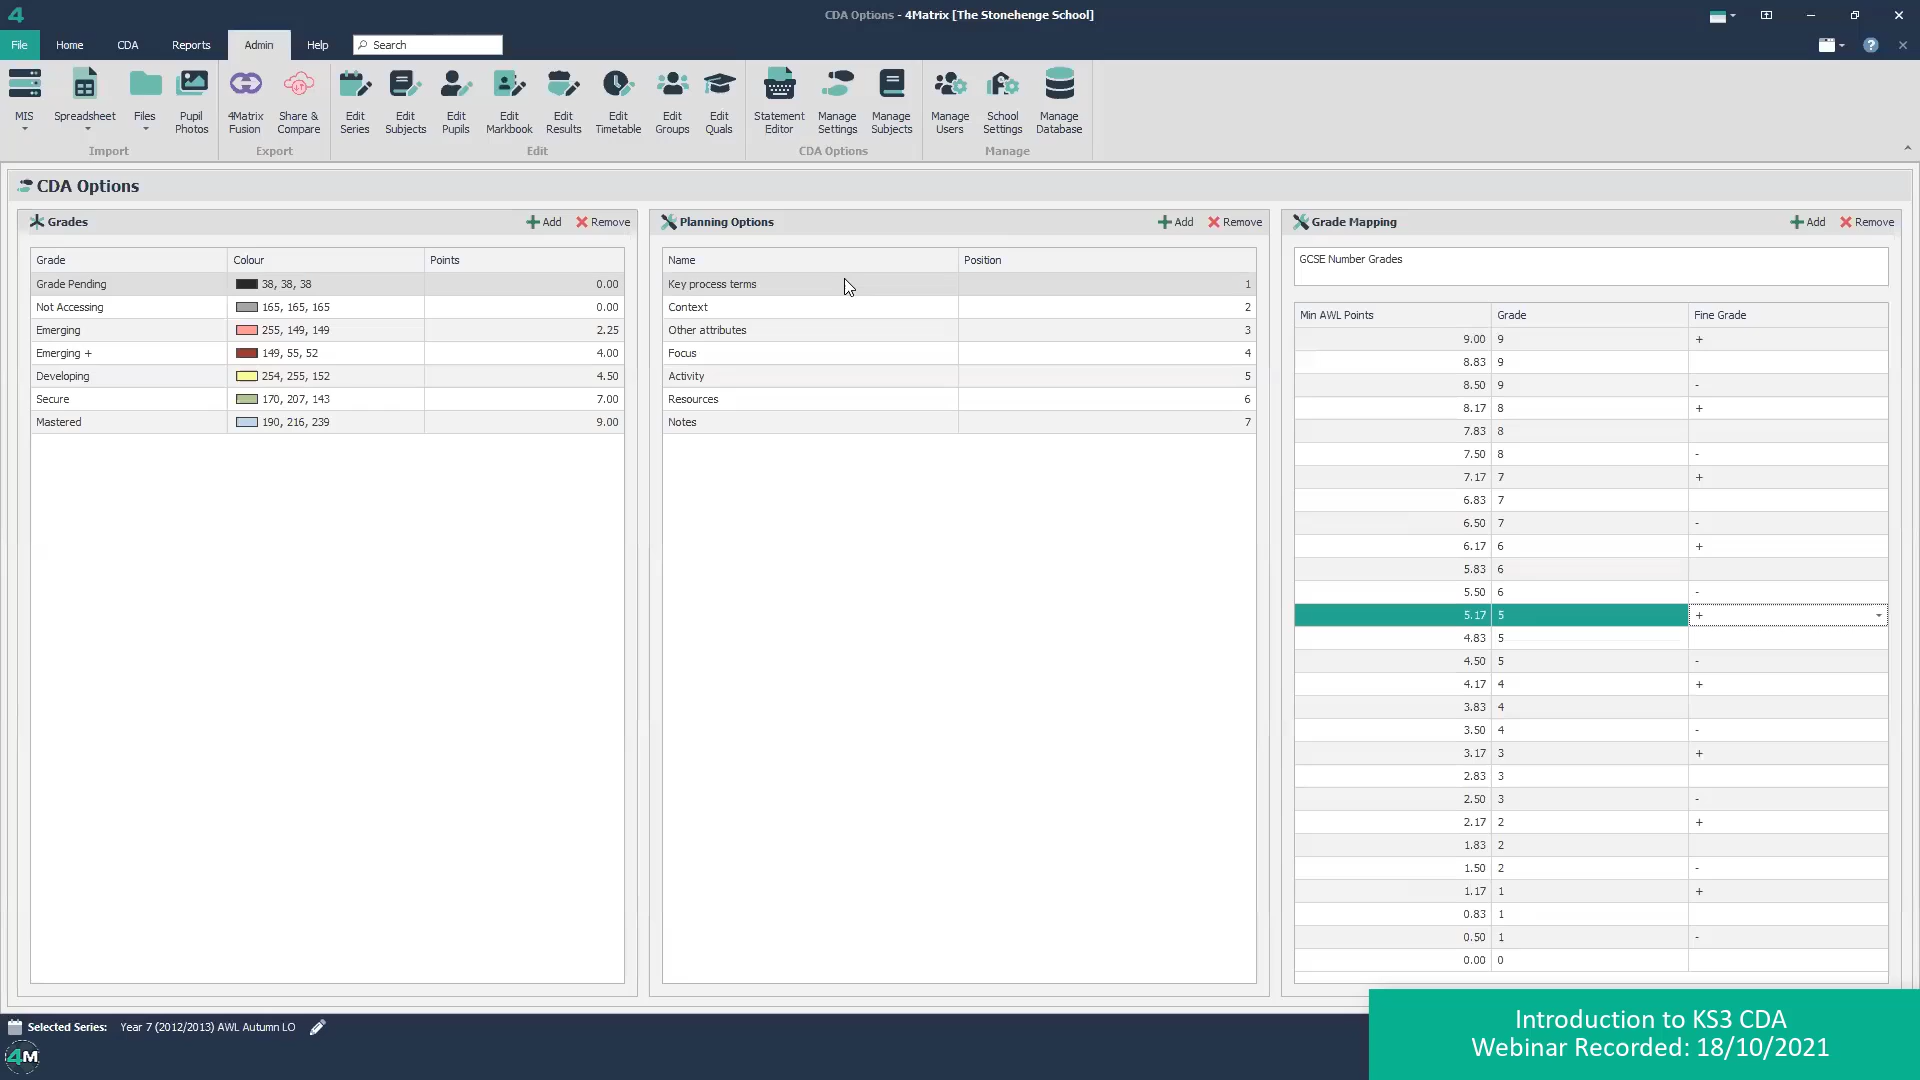 4
CDA Options - 4Matrix [The Stonehenge School]
File Home CDA Reports Admin Help Search
MIS
Spreadsheet
Files
Pupil Photos
Import
4Matrix Fusion
Share & Compare
Export
Edit Series
Edit Subjects
Edit Pupils
Edit Markbook
Edit Results
Edit Timetable
Edit Groups
Edit Quals
Edit
Statement Editor
Manage Settings
Manage Subjects
CDA Options
Manage Users
School Settings
Manage Database
Manage
CDA Options
Grades Add Remove
Grade Colour Points
Grade Pending 38, 38, 38 0.00
Not Accessing 165, 165, 165 0.00
Emerging 255, 149, 149 2.25
Emerging + 149, 55, 52 4.00
Developing 254, 255, 152 4.50
Secure 170, 207, 143 7.00
Mastered 190, 216, 239 9.00
Planning Options Add Remove
Name Position
Key process terms 1
Context 2
Other attributes 3
Focus 4
Activity 5
Resources 6
Notes 7
Grade Mapping Add Remove
GCSE Number Grades
Min AWL Points Grade Fine Grade
9.00 9 +
8.83 9
8.50 9 -
8.17 8 +
7.83 8
7.50 8 -
7.17 7 +
6.83 7
6.50 7 -
6.17 6 +
5.83 6
5.50 6 -
5.17 5 +
4.83 5
4.50 5 -
4.17 4 +
3.83 4
3.50 4 -
3.17 3 +
2.83 3
2.50 3 -
2.17 2 +
1.83 2
1.50 2 -
1.17 1 +
0.83 1
0.50 1 -
0.00 0
Selected Series: Year 7 (2012/2013) AWL Autumn LO
4M
Introduction to KS3 CDA
Webinar Recorded: 18/10/2021